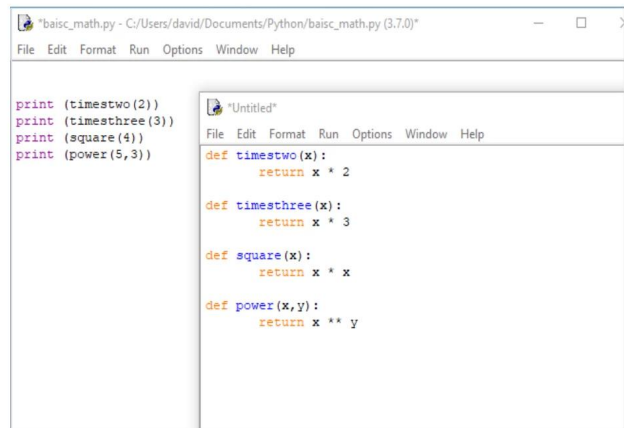 *baisc_math.py - C:/Users/david/Documents/Python/baisc_math.py (3.7.0)*
File Edit Format Run Options Window Help
print (timestwo(2))
print (timesthree(3))
print (square(4))
print (power(5,3))
*Untitled*
File Edit Format Run Options Window Help
def timestwo(x):
return x * 2
def timesthree(x):
return x * 3
def square(x):
return x * x
def power(x,y):
return x ** y